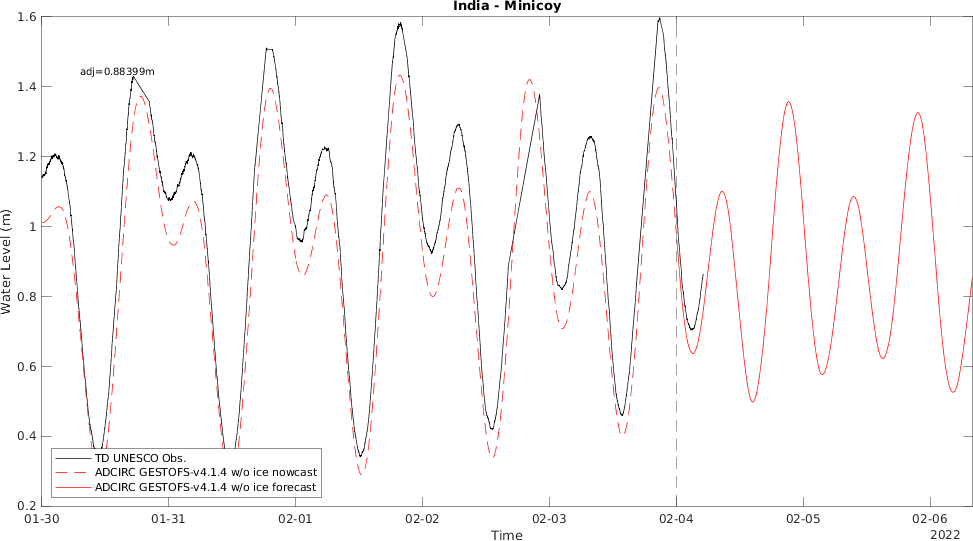 India - Minicoy
Water Level (m)
1.6
1.4
1.2
1
0.8
0.6
0.4
0.2
adj=0.88399m
TD UNESCO Obs.
ADCIRC GESTOFS-v4.1.4 w/o ice nowcast
ADCIRC GESTOFS-v4.1.4 w/o ice forecast
01-30 01-31 02-01 02-02 02-03 02-04 02-05 02-06
Time
2022